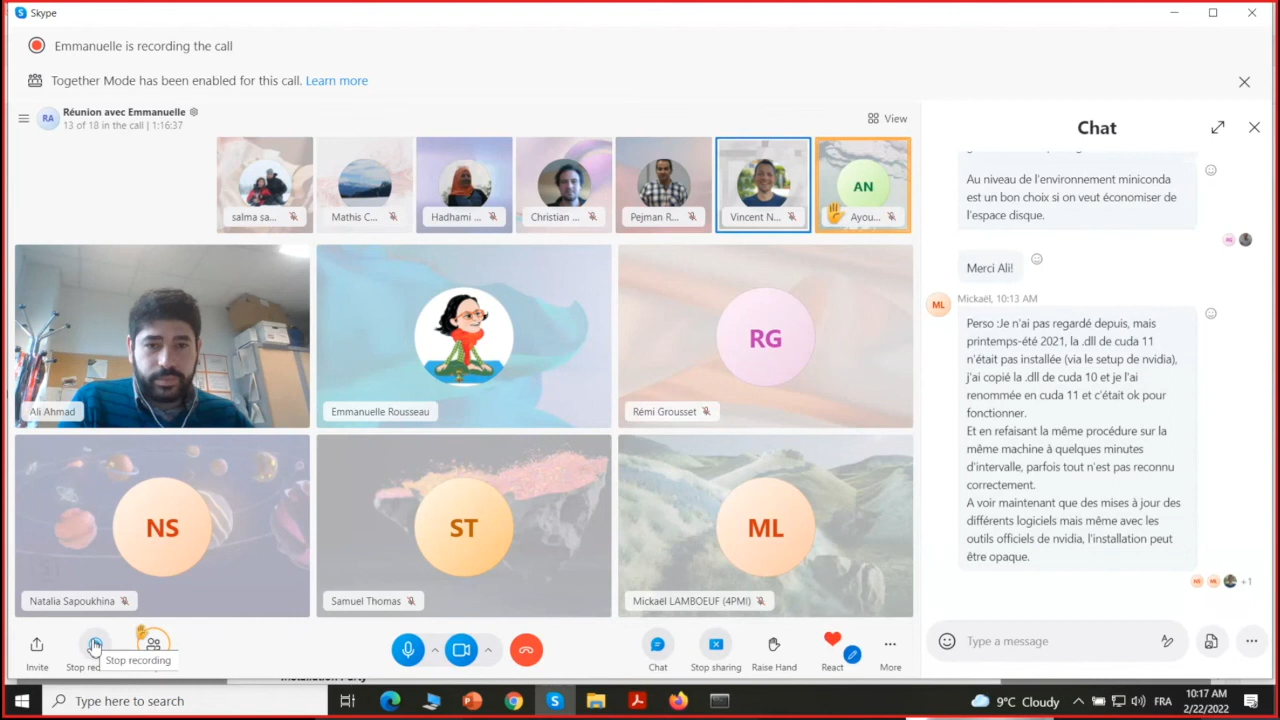 Skype
Emmanuelle is recording the call
Together Mode has been enabled for this call. Learn more
RA
Réunion avec Emmanuelle
13 of 18 in the call | 1:16:37
View
salma sa...
Mathis C...
Hadhami ...
Christian ...
Pejman R...
Vincent N...
AN
Ayou...
Ali Ahmad
Emmanuelle Rousseau
RG
Rémi Grousset
NS
Natalia Sapoukhina
ST
Samuel Thomas
ML
Mickaël LAMBOEUF (4PMI)
Chat
Au niveau de l'environnement miniconda
est un bon choix si on veut économiser de
l'espace disque.
RG
Merci Ali!
ML
Mickaël, 10:13 AM
Perso :Je n'ai pas regardé depuis, mais
printemps-été 2021, la .dll de cuda 11
n'était pas installée (via le setup de nvidia),
j'ai copié la .dll de cuda 10 et je l'ai
renommée en cuda 11 et c'était ok pour
fonctionner.
Et en refaisant la même procédure sur la
même machine à quelques minutes
d'intervalle, parfois tout n'est pas reconnu
correctement.
A voir maintenant que des mises à jour des
différents logiciels mais même avec les
outils officiels de nvidia, l'installation peut
être opaque.
NS
ML
+1
Type a message
Invite
Stop rec
Stop recording
Chat
Stop sharing
Raise Hand
React
More
Installation Party
Type here to search
9°C Cloudy
FRA
10:17 AM
2/22/2022